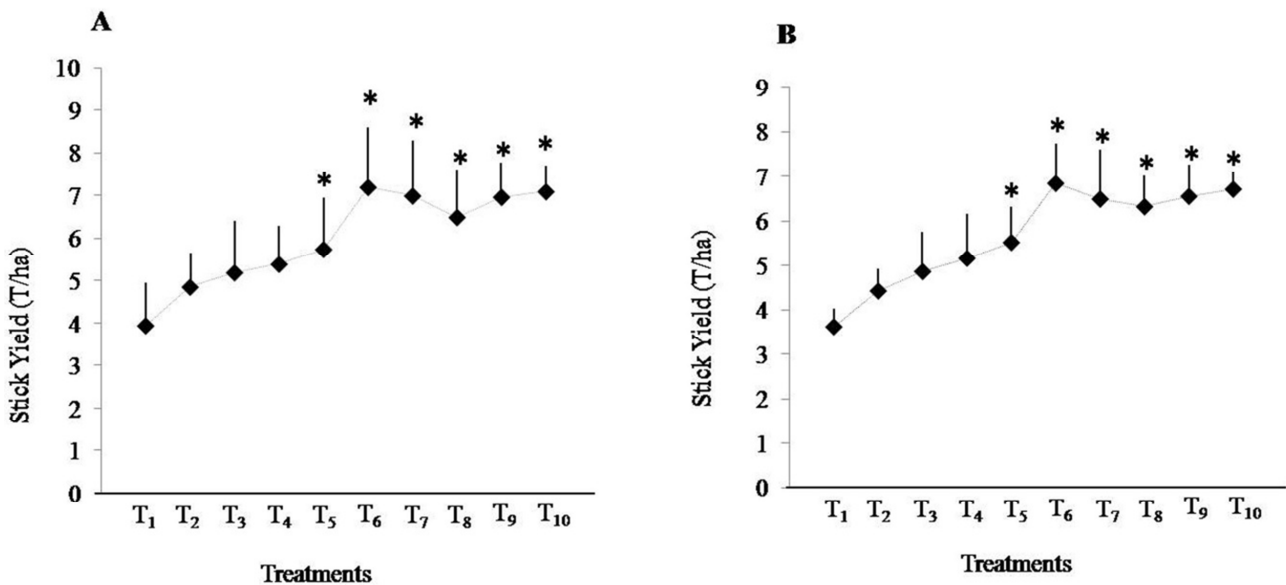 A
Stick Yield (T/ha)
10
9
8
7
6
5
4
3
2
1
0
* * * * * *
T₁ T₂ T₃ T₄ T₅ T₆ T₇ T₈ T₉ T₁₀
Treatments
B
Stick Yield (T/ha)
9
8
7
6
5
4
3
2
1
0
* * * * * *
T₁ T₂ T₃ T₄ T₅ T₆ T₇ T₈ T₉ T₁₀
Treatments